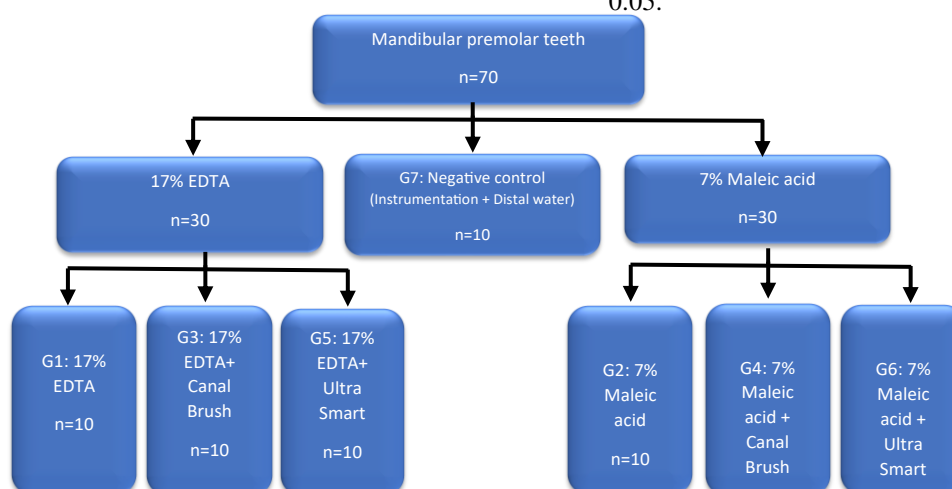 0.05.
Mandibular premolar teeth
n=70
17% EDTA
n=30
G7: Negative control
(Instrumentation + Distal water)
n=10
7% Maleic acid
n=30
G1: 17%
EDTA
n=10
G3: 17%
EDTA+
Canal
Brush
n=10
G5: 17%
EDTA+
Ultra
Smart
n=10
G2: 7%
Maleic
acid
n=10
G4: 7%
Maleic
acid +
Canal
Brush
G6: 7%
Maleic
acid +
Ultra
Smart